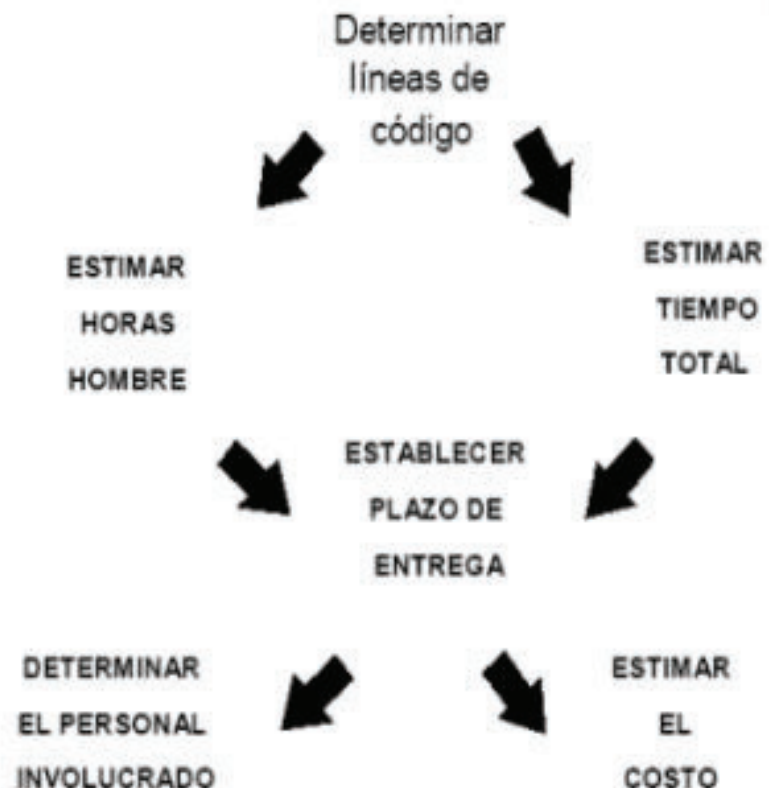 Determinar
líneas de
código
ESTIMAR
HORAS
HOMBRE
ESTIMAR
TIEMPO
TOTAL
ESTABLECER
PLAZO DE
ENTREGA
DETERMINAR
EL PERSONAL
INVOLUCRADO
ESTIMAR
EL
COSTO